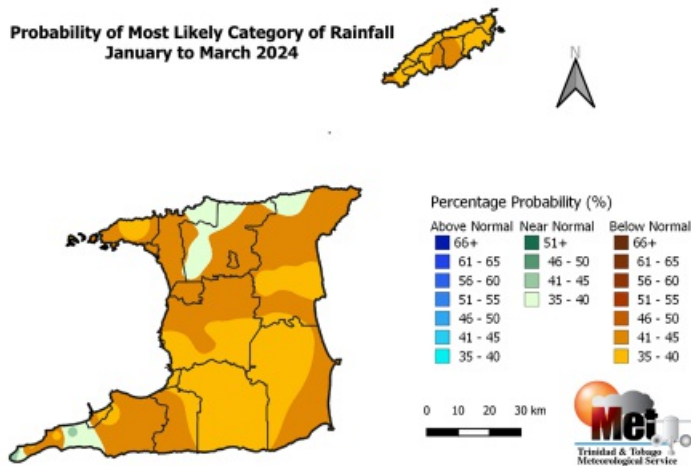 Probability of Most Likely Category of Rainfall
January to March 2024
N
Percentage Probability (%)
Above Normal Near Normal Below Normal
66+ 51+ 66+
61 - 65 46 - 50 61 - 65
56 - 60 41 - 45 56 - 60
51 - 55 35 - 40 51 - 55
46 - 50 46 - 50
41 - 45 41 - 45
35 - 40 35 - 40
0 10 20 30 km
Met
Trinidad & Tobago
Meteorological Service